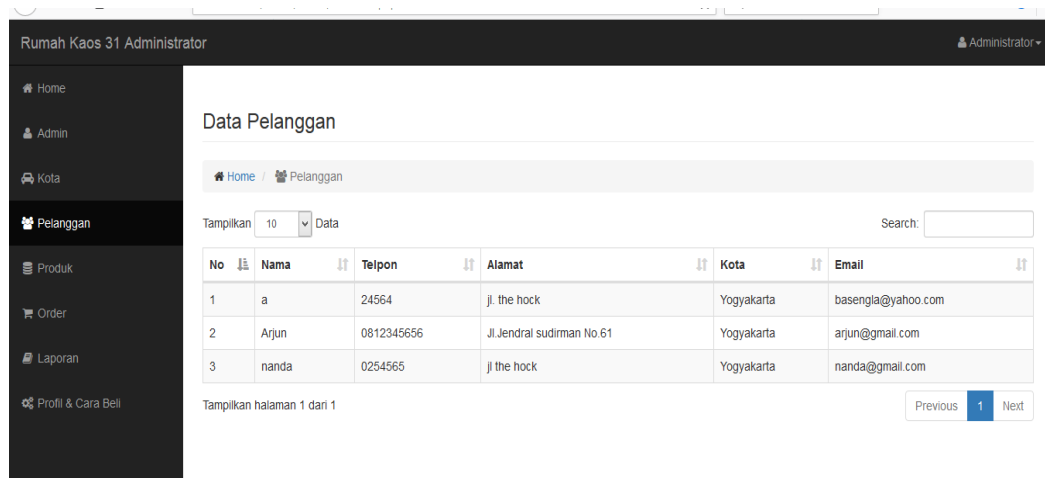 Rumah Kaos 31 Administrator
Administrator
Home
Admin
Kota
Pelanggan
Produk
Order
Laporan
Profil & Cara Beli
Data Pelanggan
Home / Pelanggan
Tampilkan 10 Data
Search:
No Nama Telpon Alamat Kota Email
1 a 24564 jl. the hock Yogyakarta basengla@yahoo.com
2 Arjun 0812345656 Jl.Jendral sudirman No.61 Yogyakarta arjun@gmail.com
3 nanda 0254565 jl the hock Yogyakarta nanda@gmail.com
Tampilkan halaman 1 dari 1
Previous 1 Next